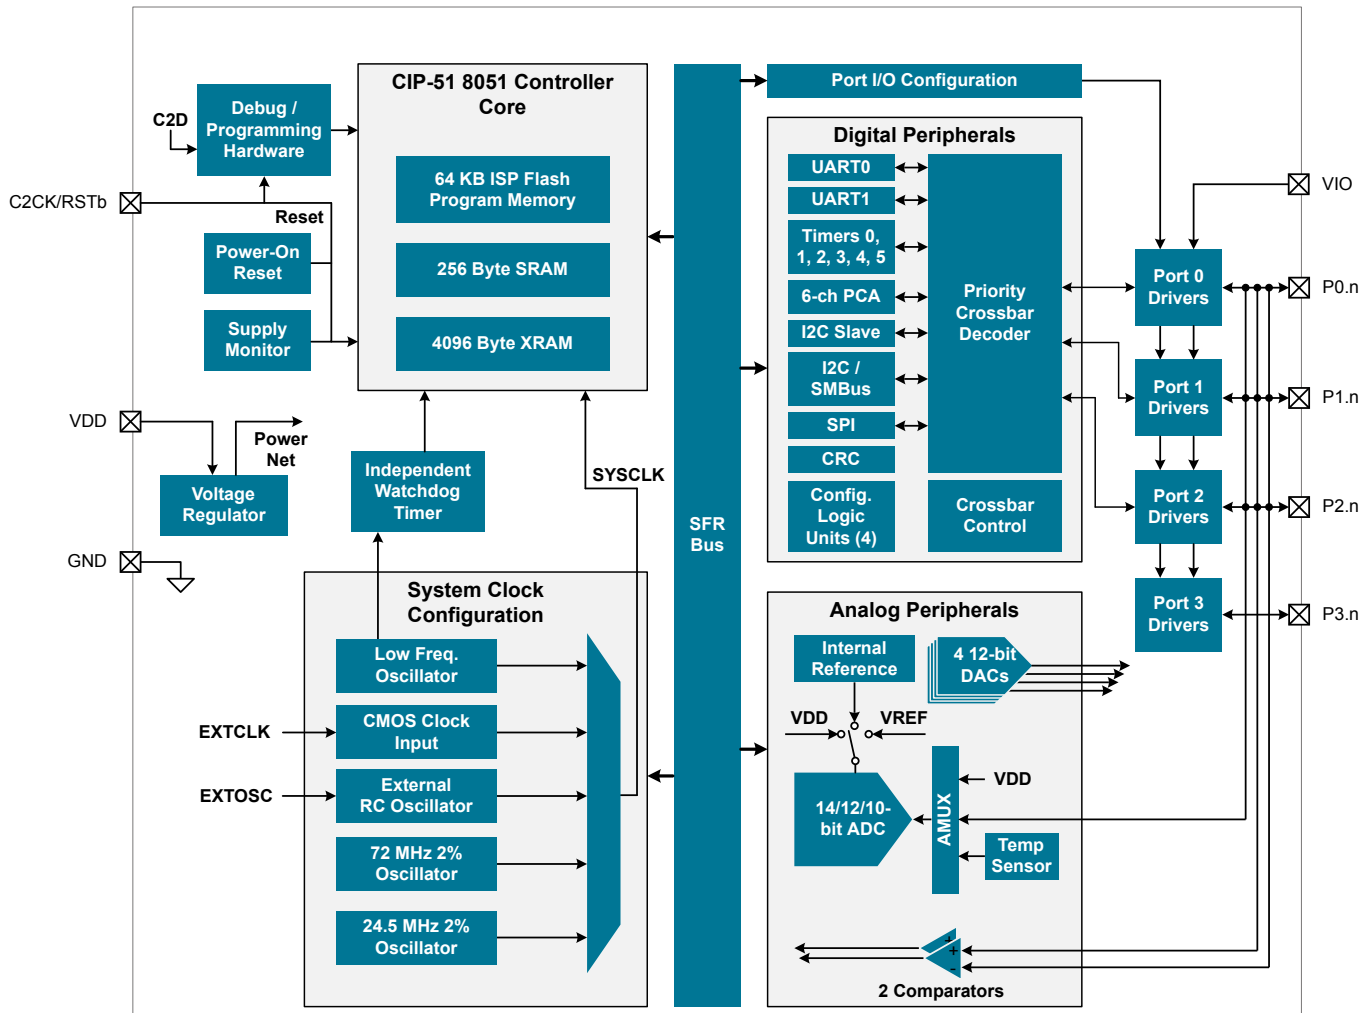 CIP-51 8051 Controller
Core
64 KB ISP Flash
Program Memory
256 Byte SRAM
4096 Byte XRAM
C2D
Debug /
Programming
Hardware
C2CK/RSTb
Reset
Power-On
Reset
Supply
Monitor
VDD
Power
Net
Voltage
Regulator
GND
Independent
Watchdog
Timer
SYSCLK
System Clock
Configuration
Low Freq.
Oscillator
EXTCLK
CMOS Clock
Input
EXTOSC
External
RC Oscillator
72 MHz 2%
Oscillator
24.5 MHz 2%
Oscillator
SFR
Bus
Port I/O Configuration
Digital Peripherals
UART0
UART1
Timers 0,
1, 2, 3, 4, 5
6-ch PCA
I2C Slave
I2C /
SMBus
SPI
CRC
Config.
Logic
Units (4)
Priority
Crossbar
Decoder
Crossbar
Control
Analog Peripherals
Internal
Reference
4 12-bit
DACs
VDD
VREF
14/12/10-
bit ADC
AMUX
VDD
Temp
Sensor
+
+
-
2 Comparators
Port 0
Drivers
Port 1
Drivers
Port 2
Drivers
Port 3
Drivers
VIO
P0.n
P1.n
P2.n
P3.n